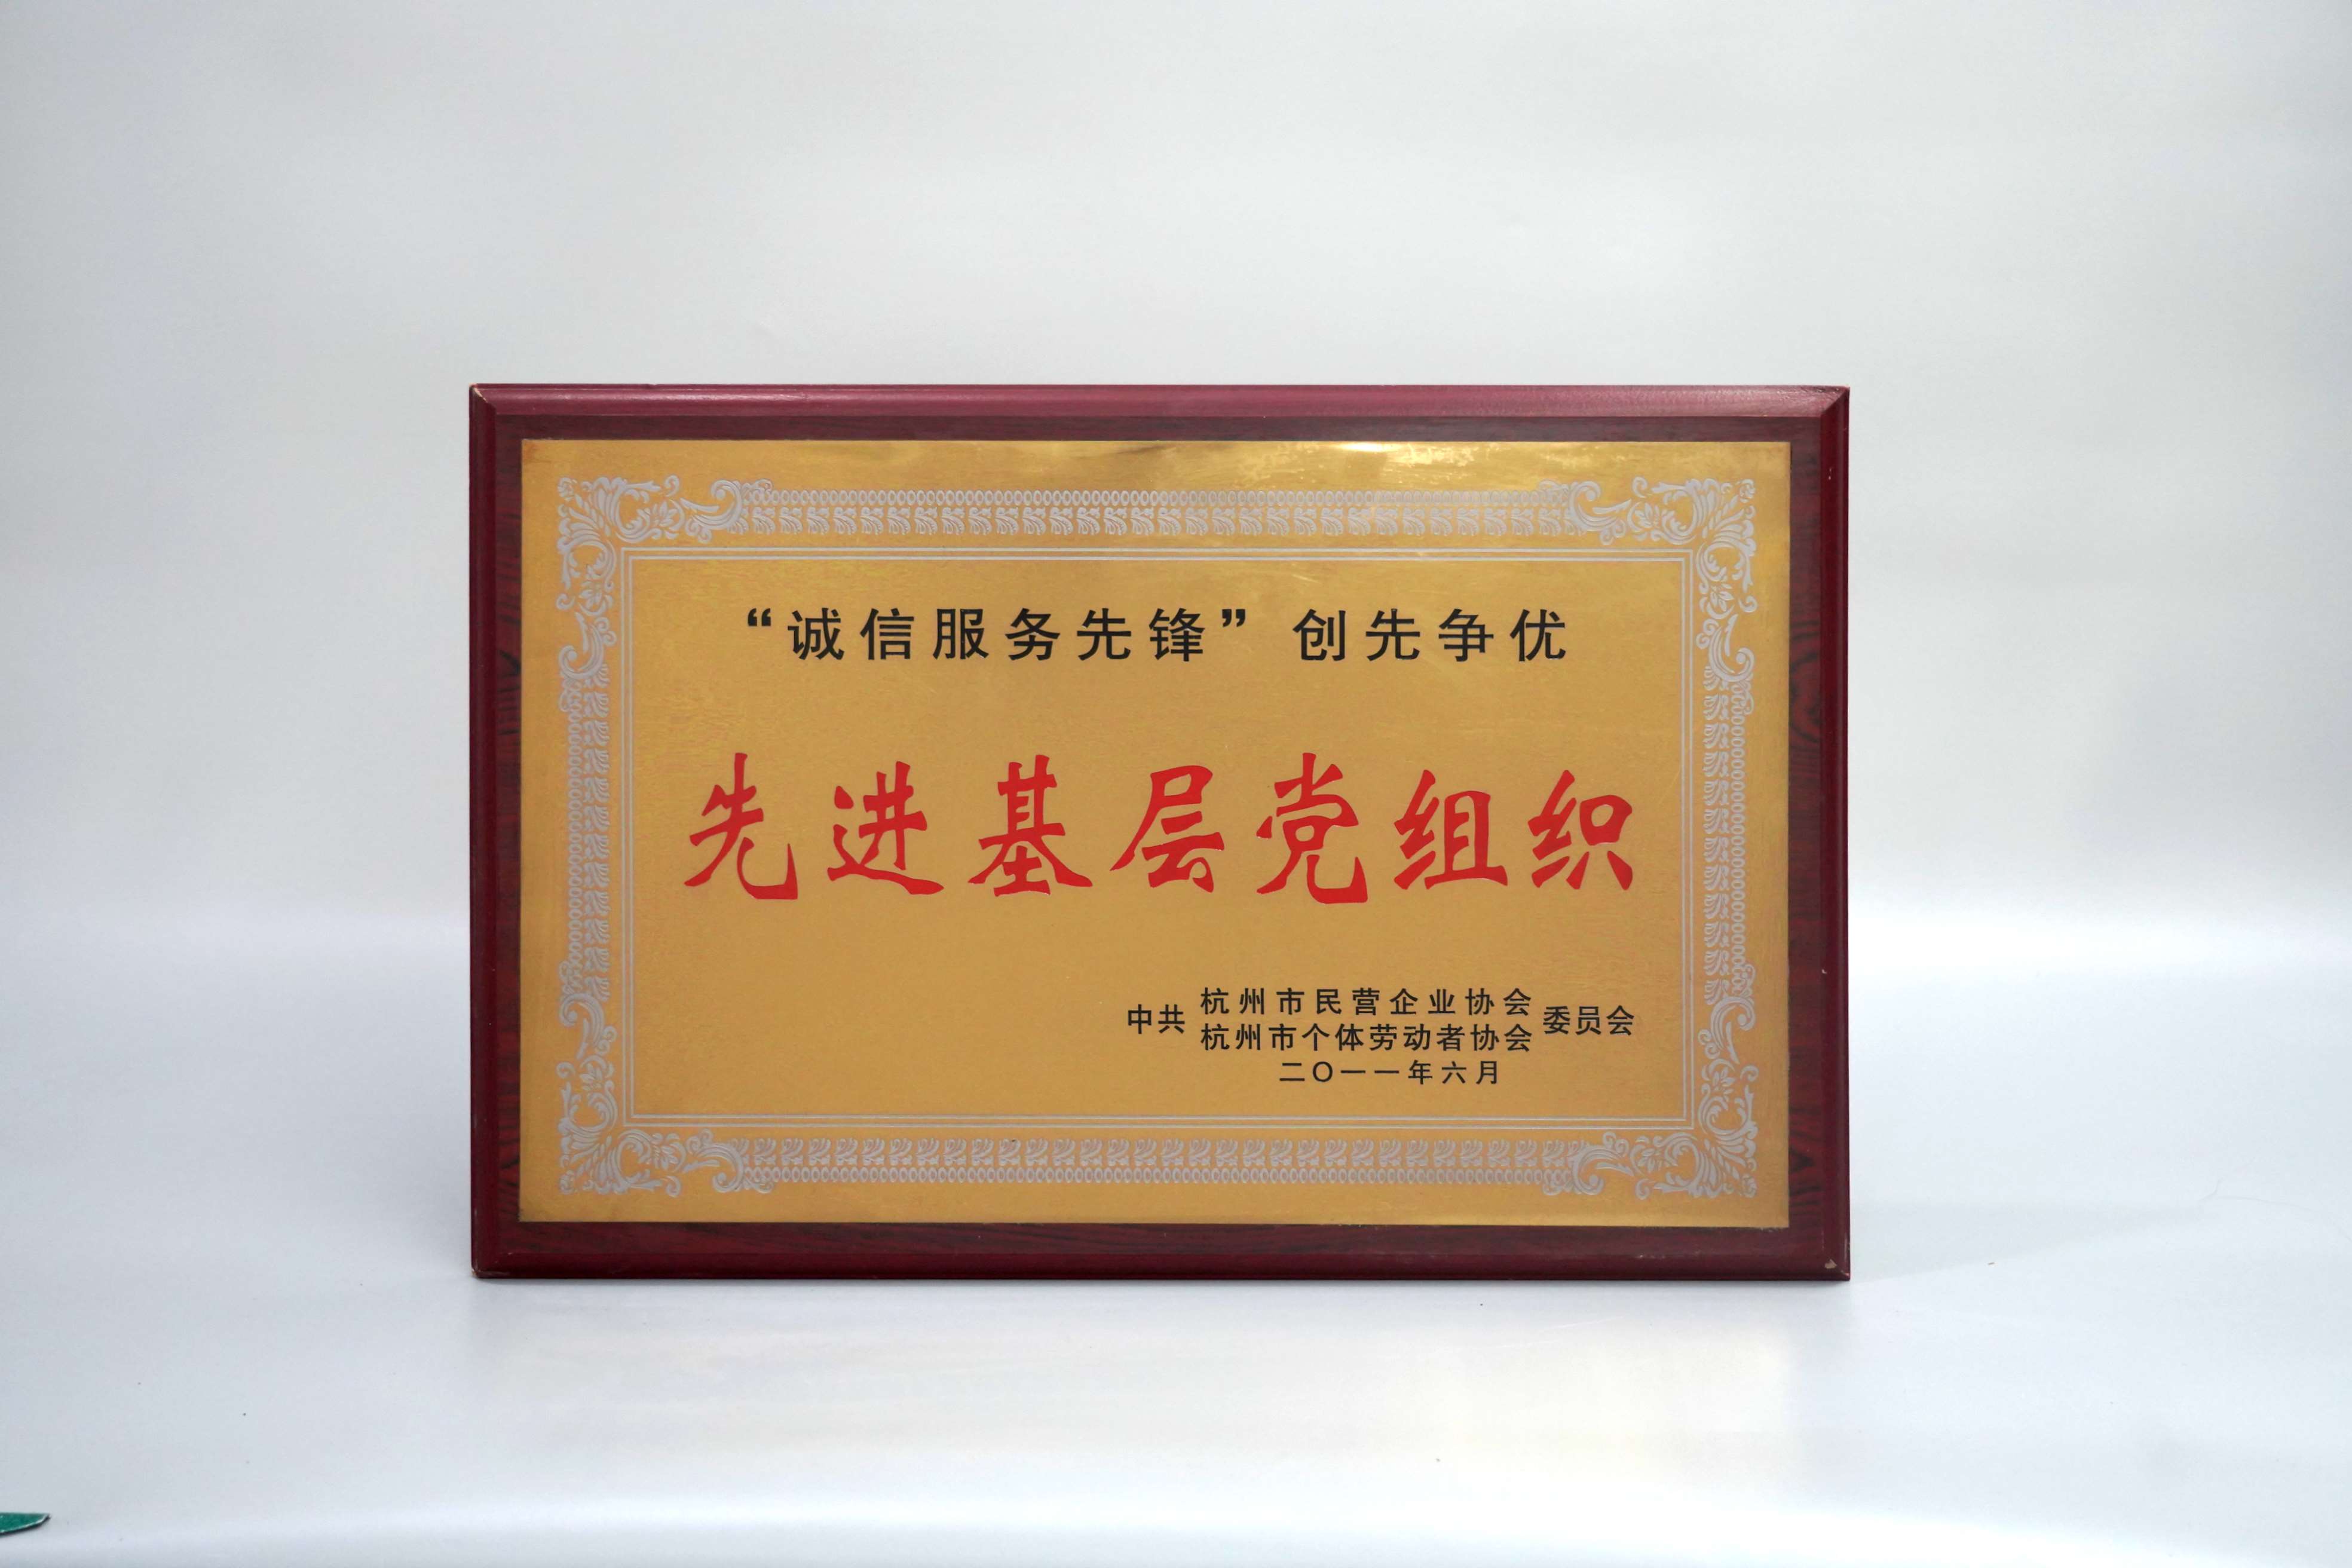 “诚信服务先锋”创先争优
先进基层党组织
中共 杭州市民营企业协会 委员会
杭州市个体劳动者协会
二〇一一年六月